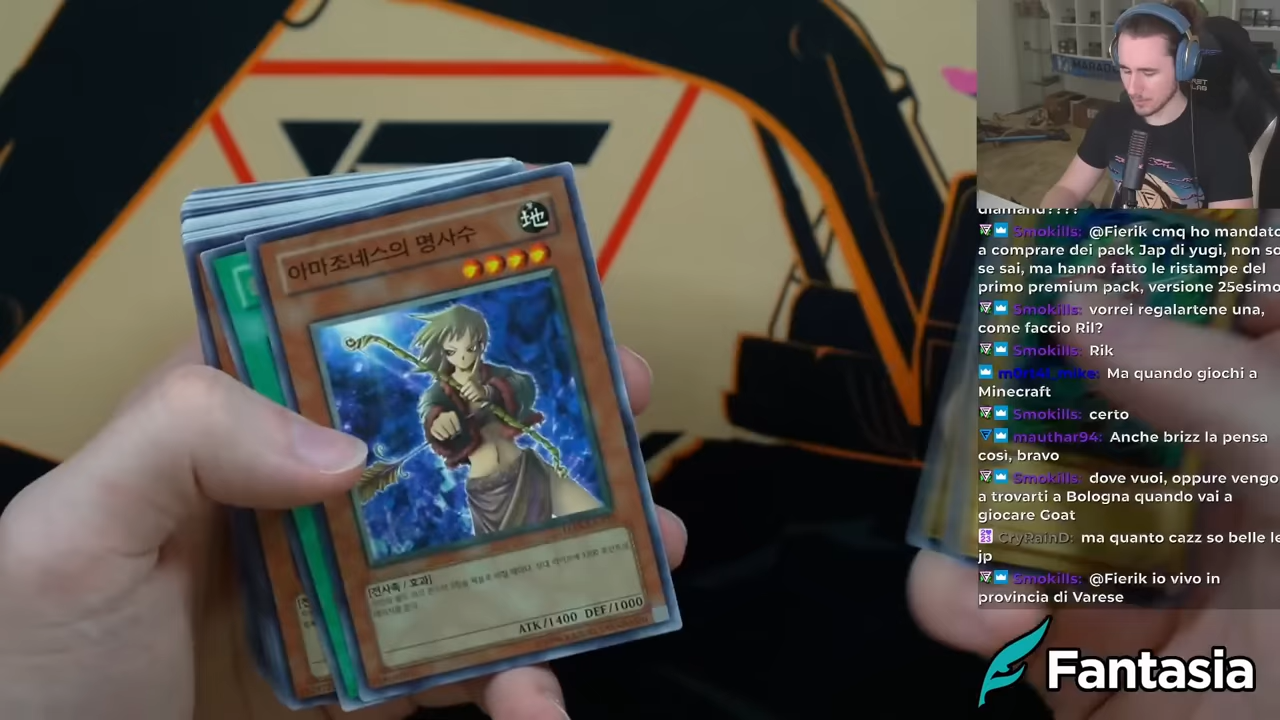 아마조네스의 명사수
地
[전사족 / 효과]
ATK/1400 DEF/1000
diamand????
Smokills: @Fierik cmq ho mandato
a comprare dei pack Jap di yugi, non so
se sai, ma hanno fatto le ristampe del
primo premium pack, versione 25esimo
Smokills: vorrei regalartene una,
come faccio Ril?
Smokills: Rik
m0rt4l_mike: Ma quando giochi a
Minecraft
Smokills: certo
mauthar94: Anche brizz la pensa
così, bravo
Smokills: dove vuoi, oppure vengo
a trovarti a Bologna quando vai a
giocare Goat
CryRainD: ma quanto cazz so belle le
jp
Smokills: @Fierik io vivo in
provincia di Varese
Fantasia